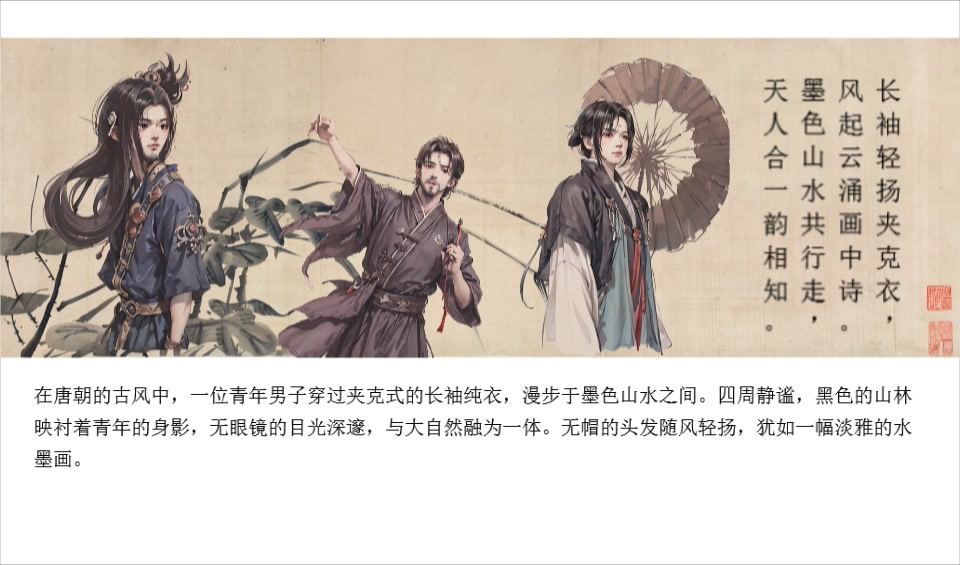 长袖轻扬夹克衣，
风起云涌画中诗。
墨色山水共行走，
天人合一韵相知。
在唐朝的古风中，一位青年男子穿过夹克式的长袖纯衣，漫步于墨色山水之间。四周静谧，黑色的山林
映衬着青年的身影，无眼镜的目光深邃，与大自然融为一体。无帽的头发随风轻扬，犹如一幅淡雅的水
墨画。